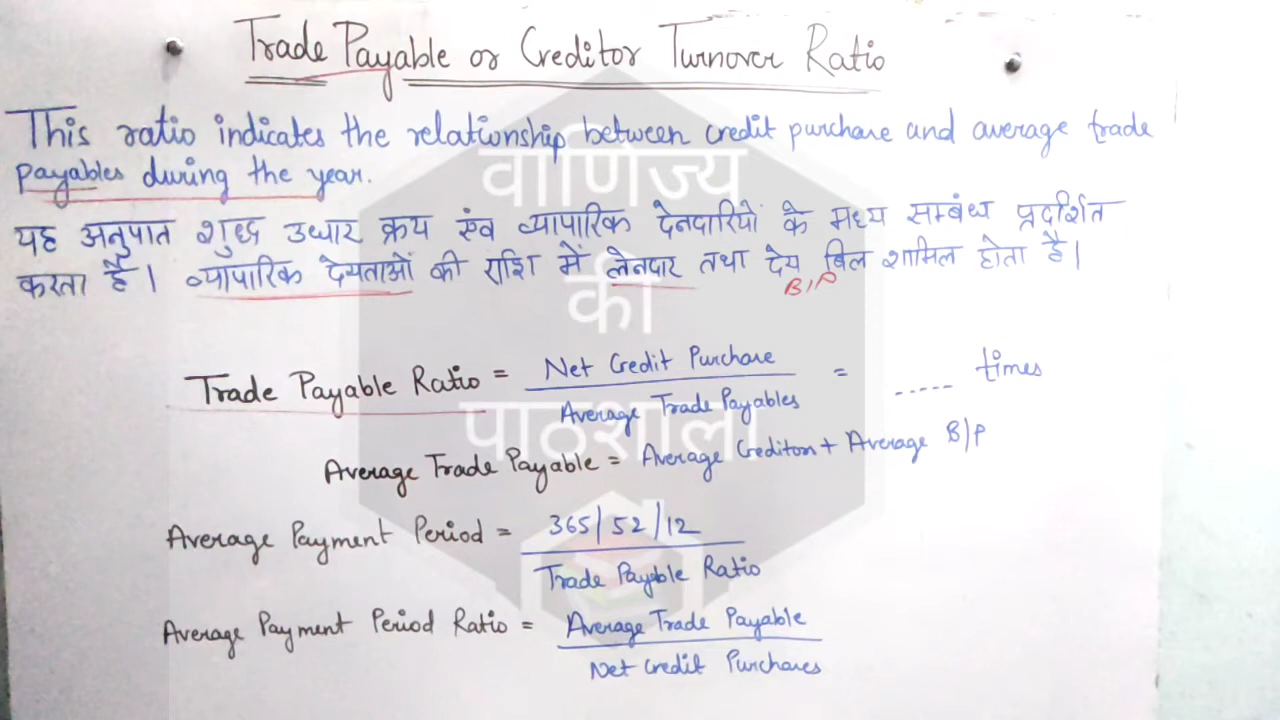 Trade Payable or Creditor Turnover Ratio
This ratio indicates the relationship between credit purchase and average trade
payables during the year.
यह अनुपात शुद्ध उधार क्रय एंव व्यापारिक देनदारियों के मध्य सम्बंध प्रदर्शित
करता है। व्यापारिक देयताओं की राशि में लेनदार तथा देय बिल शामिल होता है।
B/P
Trade Payable Ratio = Net Credit Purchase / Average Trade Payables = ..... times
Average Trade Payable = Average Creditors + Average B/P
Average Payment Period = 365/52/12 / Trade Payable Ratio
Average Payment Period Ratio = Average Trade Payable / Net Credit Purchases
वाणिज्य
की
पाठशाला